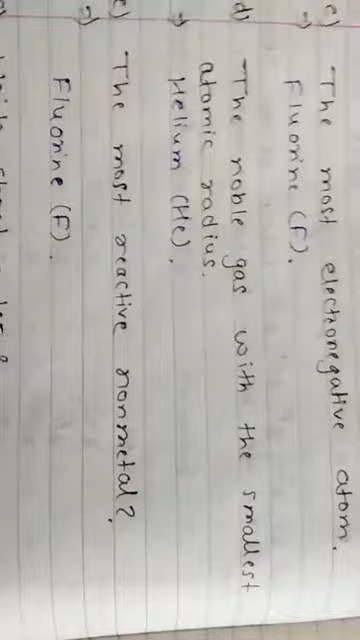 c) The most electronegative atom.
→ Fluorine (F).
d) The noble gas with the smallest
atomic radius.
→ Helium (He).
e) The most reactive nonmetal?
→ Fluorine (F).